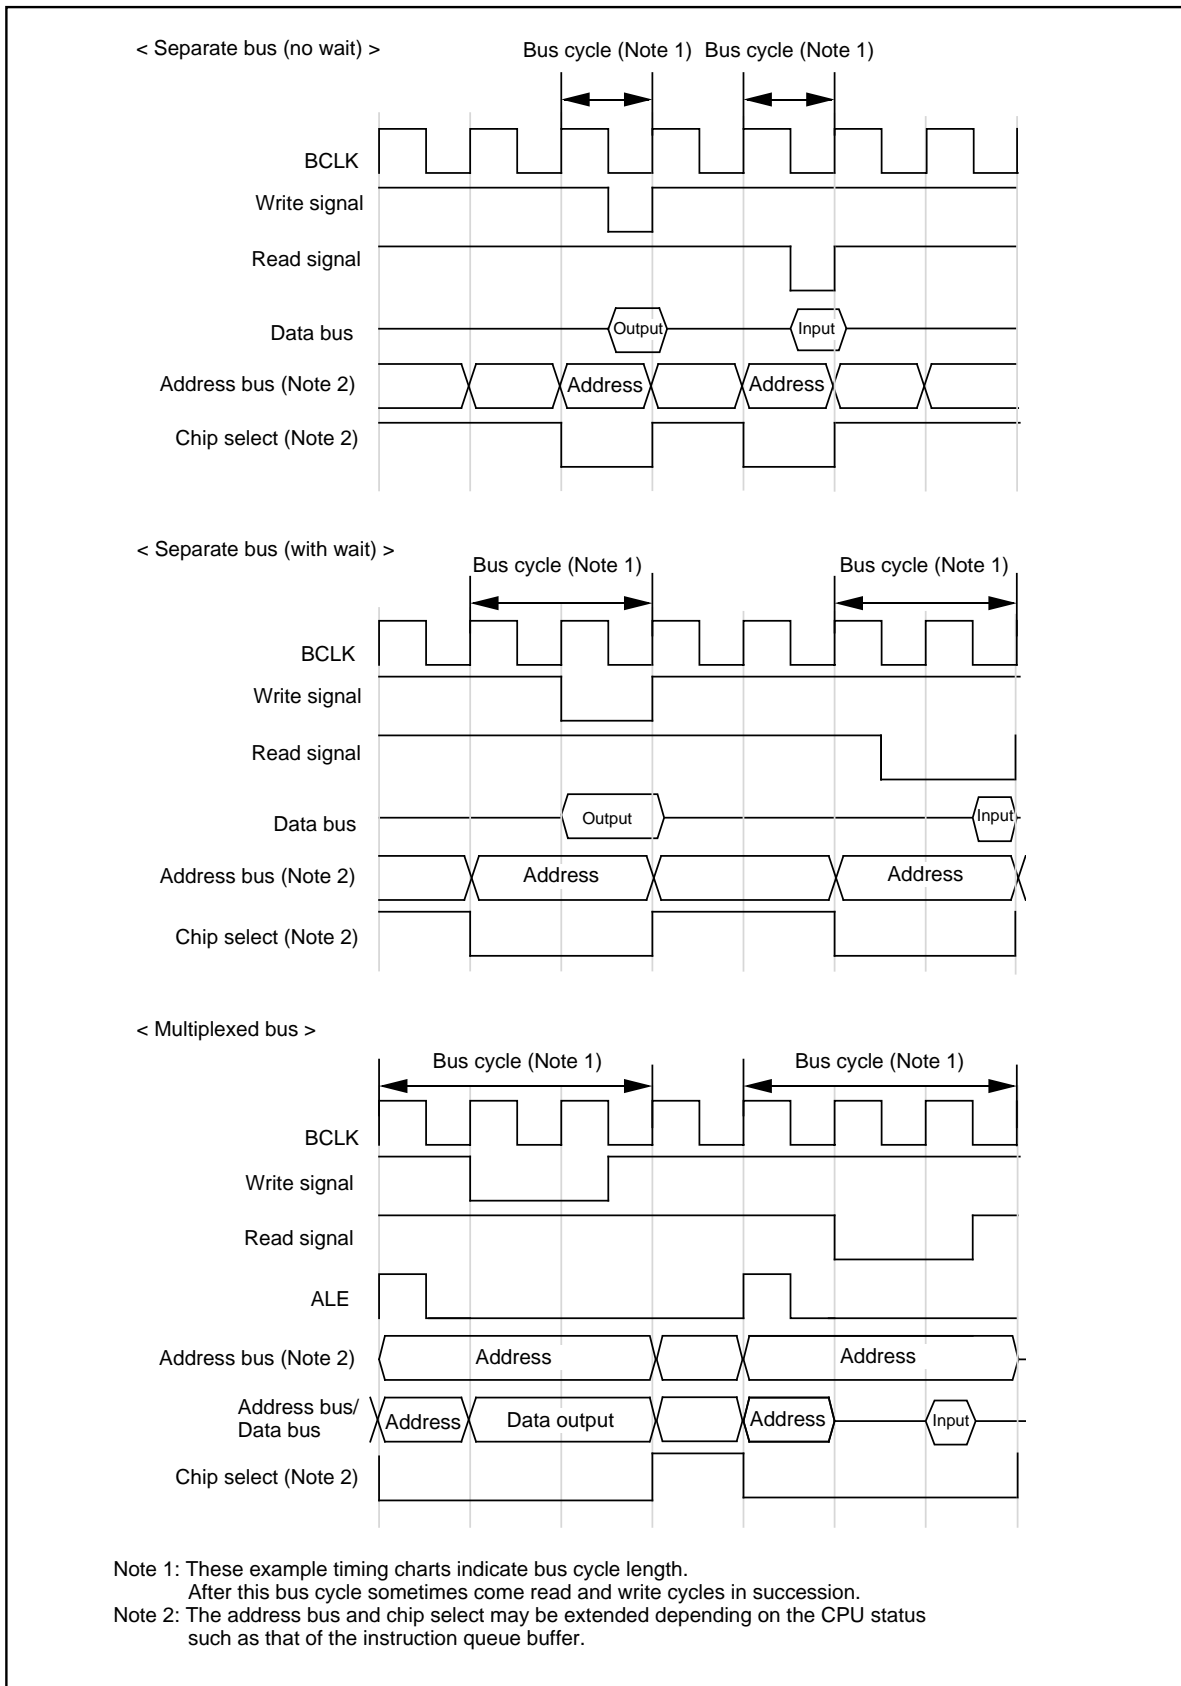 < Separate bus (no wait) >
Bus cycle (Note 1) Bus cycle (Note 1)
BCLK
Write signal
Read signal
Data bus
Output
Input
Address bus (Note 2)
Address
Address
Chip select (Note 2)
< Separate bus (with wait) >
Bus cycle (Note 1)
Bus cycle (Note 1)
BCLK
Write signal
Read signal
Data bus
Output
Input
Address bus (Note 2)
Address
Address
Chip select (Note 2)
< Multiplexed bus >
Bus cycle (Note 1)
Bus cycle (Note 1)
BCLK
Write signal
Read signal
ALE
Address bus (Note 2)
Address
Address
Address bus/
Data bus
Address
Data output
Address
Input
Chip select (Note 2)
Note 1: These example timing charts indicate bus cycle length.
After this bus cycle sometimes come read and write cycles in succession.
Note 2: The address bus and chip select may be extended depending on the CPU status
such as that of the instruction queue buffer.